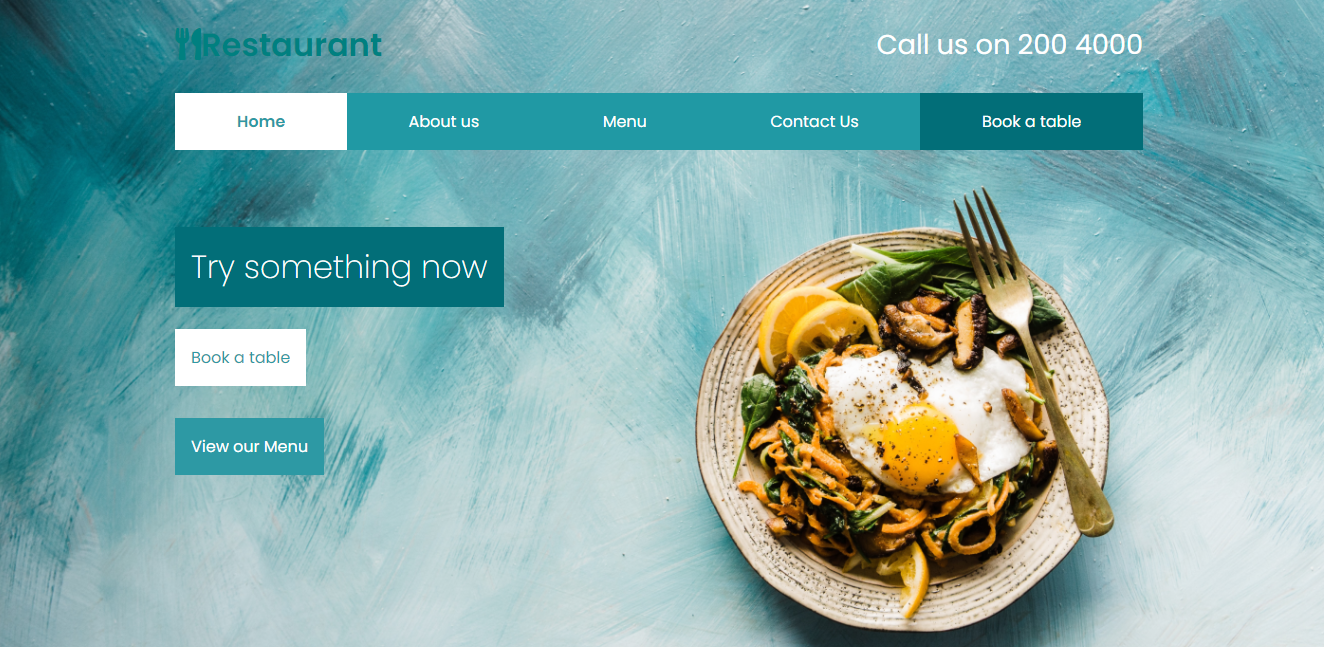 Restaurant
Call us on 200 4000
Home
About us
Menu
Contact Us
Book a table
Try something now
Book a table
View our Menu